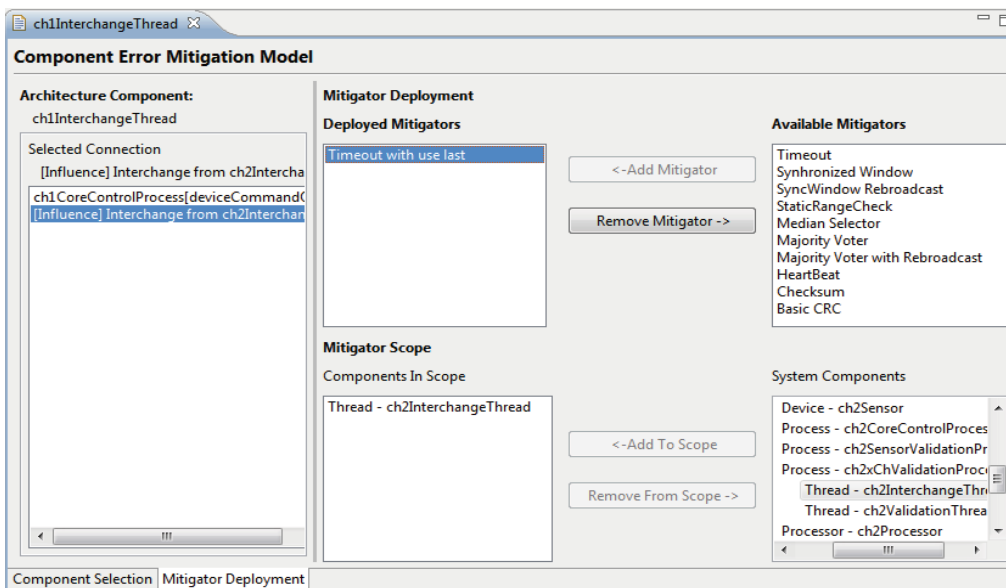 ch1InterchangeThread
Component Error Mitigation Model
Architecture Component:
ch1InterchangeThread
Selected Connection
[Influence] Interchange from ch2Intercha
ch1CoreControlProcess[deviceCommand
[Influence] Interchange from ch2Interchan
Mitigator Deployment
Deployed Mitigators
Timeout with use last
<-Add Mitigator
Remove Mitigator ->
Available Mitigators
Timeout
Synhronized Window
SyncWindow Rebroadcast
StaticRangeCheck
Median Selector
Majority Voter
Majority Voter with Rebroadcast
HeartBeat
Checksum
Basic CRC
Mitigator Scope
Components In Scope
Thread - ch2InterchangeThread
<-Add To Scope
Remove From Scope ->
System Components
Device - ch2Sensor
Process - ch2CoreControlProces
Process - ch2SensorValidationPr
Process - ch2xChValidationProc
Thread - ch2InterchangeThr
Thread - ch2ValidationThrea
Processor - ch2Processor
Component Selection
Mitigator Deployment